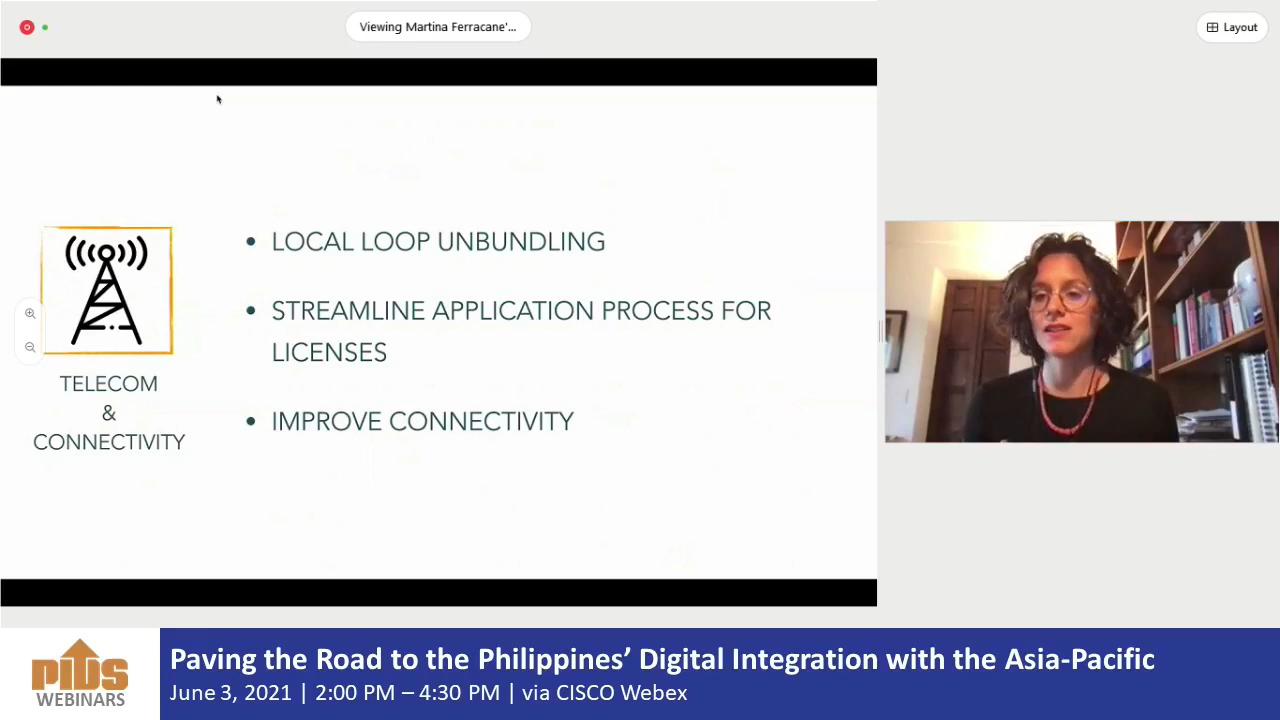 Viewing Martina Ferracane'...
Layout
LOCAL LOOP UNBUNDLING
STREAMLINE APPLICATION PROCESS FOR
LICENSES
IMPROVE CONNECTIVITY
TELECOM
&
CONNECTIVITY
PIDS
WEBINARS
Paving the Road to the Philippines’ Digital Integration with the Asia-Pacific
June 3, 2021 | 2:00 PM – 4:30 PM | via CISCO Webex